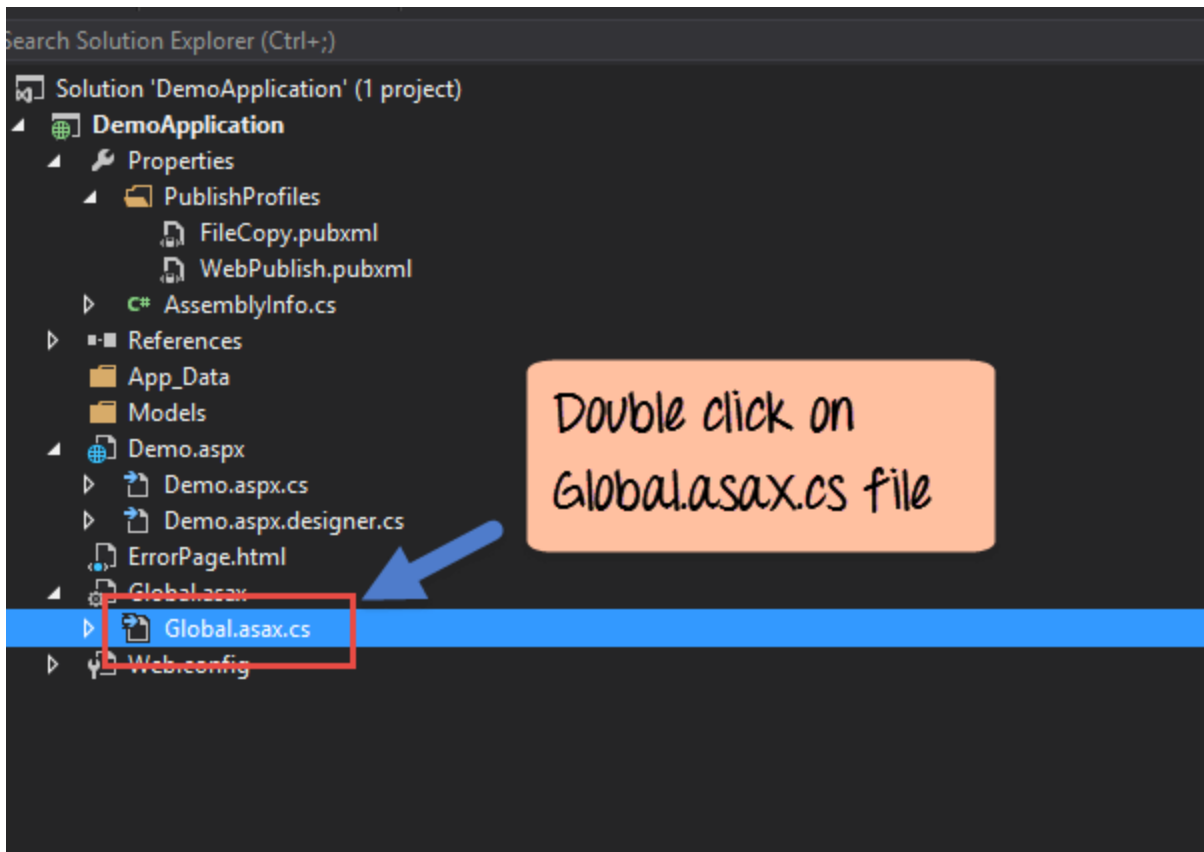 Search Solution Explorer (Ctrl+;)
Solution 'DemoApplication' (1 project)
DemoApplication
Properties
PublishProfiles
FileCopy.pubxml
WebPublish.pubxml
C# AssemblyInfo.cs
References
App_Data
Models
Demo.aspx
Demo.aspx.cs
Demo.aspx.designer.cs
ErrorPage.html
Global.asax
Global.asax.cs
Web.config
Double click on
Global.asax.cs file